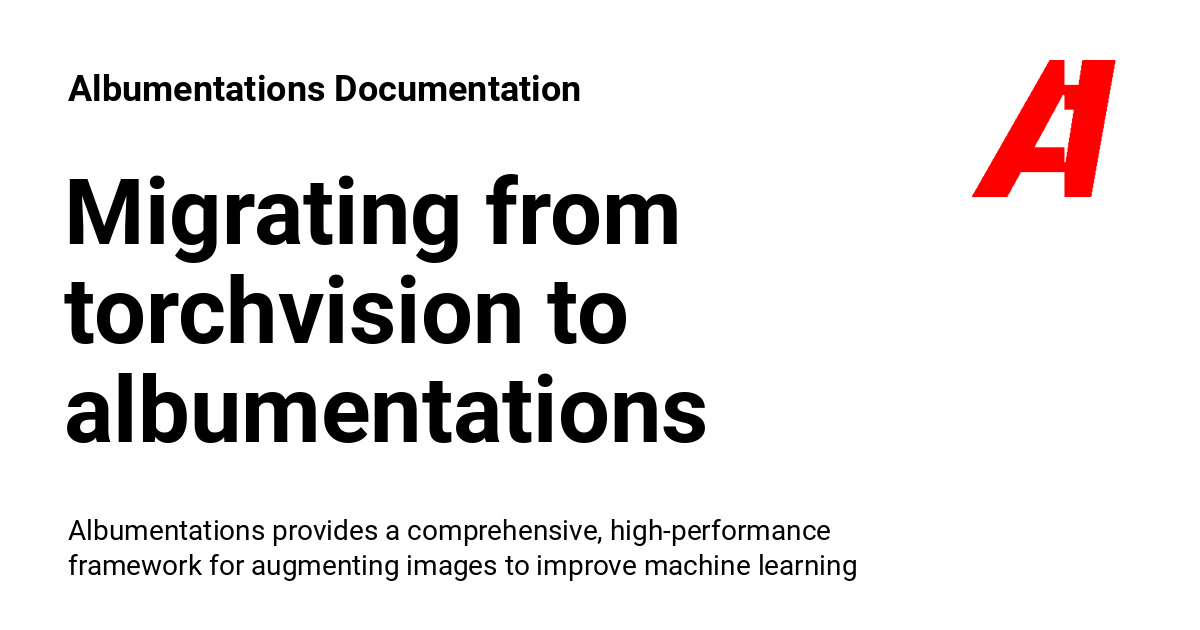 Albumentations Documentation
Migrating from
torchvision to
albumentations
Albumentations provides a comprehensive, high-performance
framework for augmenting images to improve machine learning